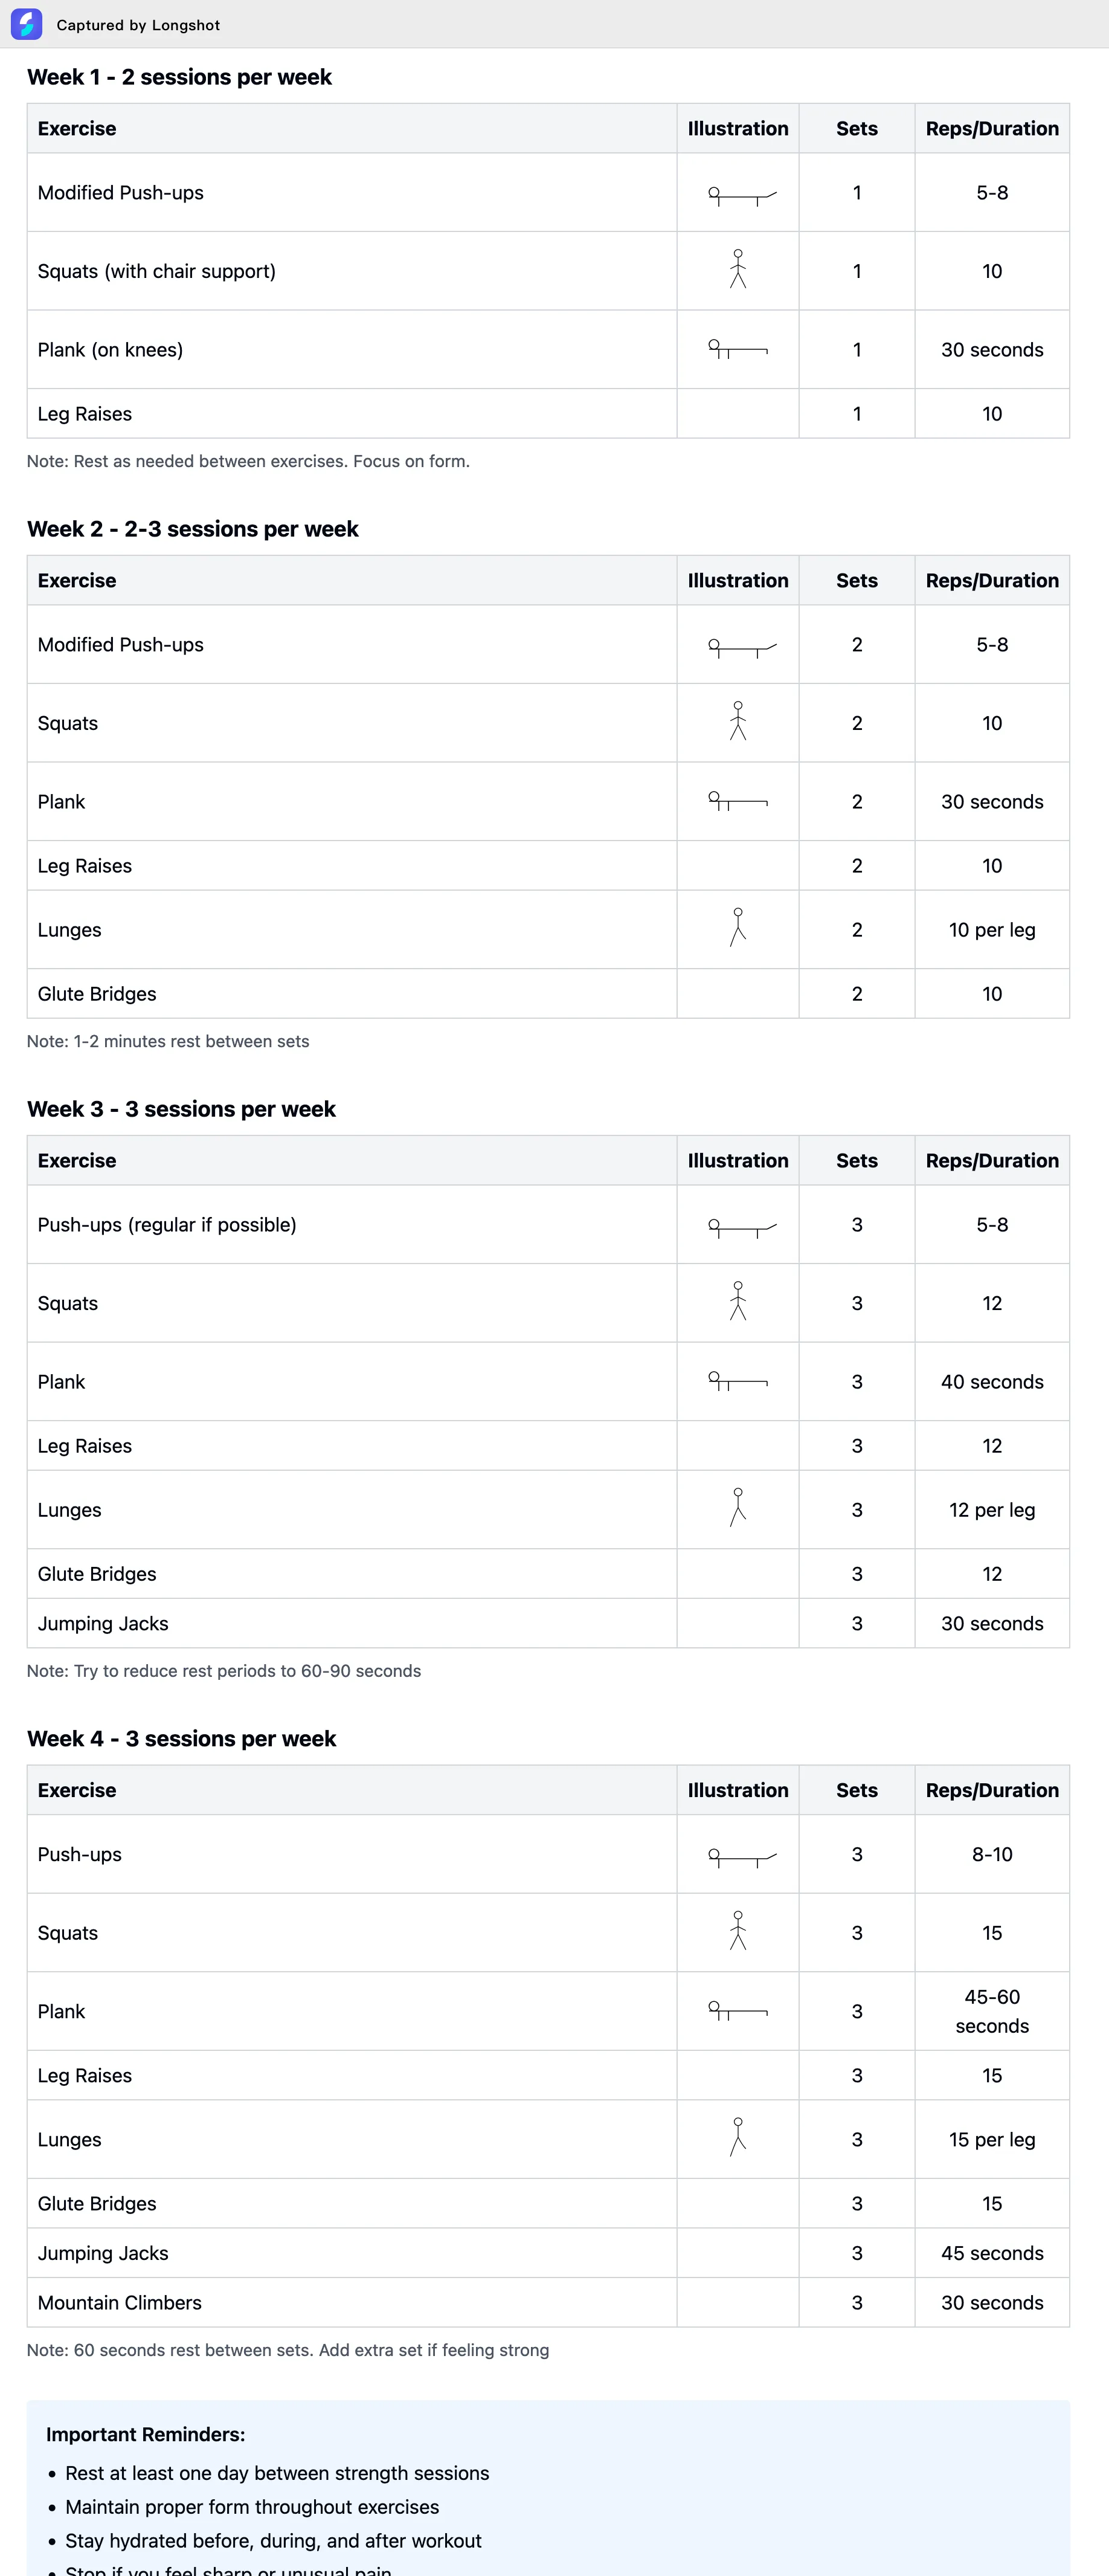 Captured by Longshot
Week 1 - 2 sessions per week
Exercise Illustration Sets Reps/Duration
Modified Push-ups 1 5-8
Squats (with chair support) 1 10
Plank (on knees) 1 30 seconds
Leg Raises 1 10
Note: Rest as needed between exercises. Focus on form.
Week 2 - 2-3 sessions per week
Exercise Illustration Sets Reps/Duration
Modified Push-ups 2 5-8
Squats 2 10
Plank 2 30 seconds
Leg Raises 2 10
Lunges 2 10 per leg
Glute Bridges 2 10
Note: 1-2 minutes rest between sets
Week 3 - 3 sessions per week
Exercise Illustration Sets Reps/Duration
Push-ups (regular if possible) 3 5-8
Squats 3 12
Plank 3 40 seconds
Leg Raises 3 12
Lunges 3 12 per leg
Glute Bridges 3 12
Jumping Jacks 3 30 seconds
Note: Try to reduce rest periods to 60-90 seconds
Week 4 - 3 sessions per week
Exercise Illustration Sets Reps/Duration
Push-ups 3 8-10
Squats 3 15
Plank 3 45-60
seconds
Leg Raises 3 15
Lunges 3 15 per leg
Glute Bridges 3 15
Jumping Jacks 3 45 seconds
Mountain Climbers 3 30 seconds
Note: 60 seconds rest between sets. Add extra set if feeling strong
Important Reminders:
• Rest at least one day between strength sessions
• Maintain proper form throughout exercises
• Stay hydrated before, during, and after workout
• Stop if you feel sharp or unusual pain